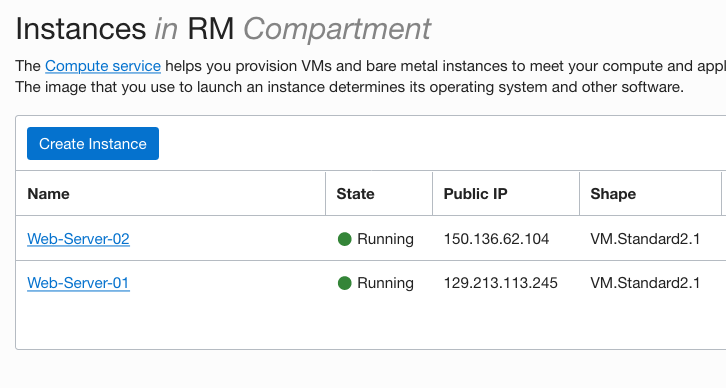 Instances in RM Compartment
The Compute service helps you provision VMs and bare metal instances to meet your compute and
The image that you use to launch an instance determines its operating system and other software.
Create Instance
Name State Public IP Shape
Web-Server-02 Running 150.136.62.104 VM.Standard2.1
Web-Server-01 Running 129.213.113.245 VM.Standard2.1